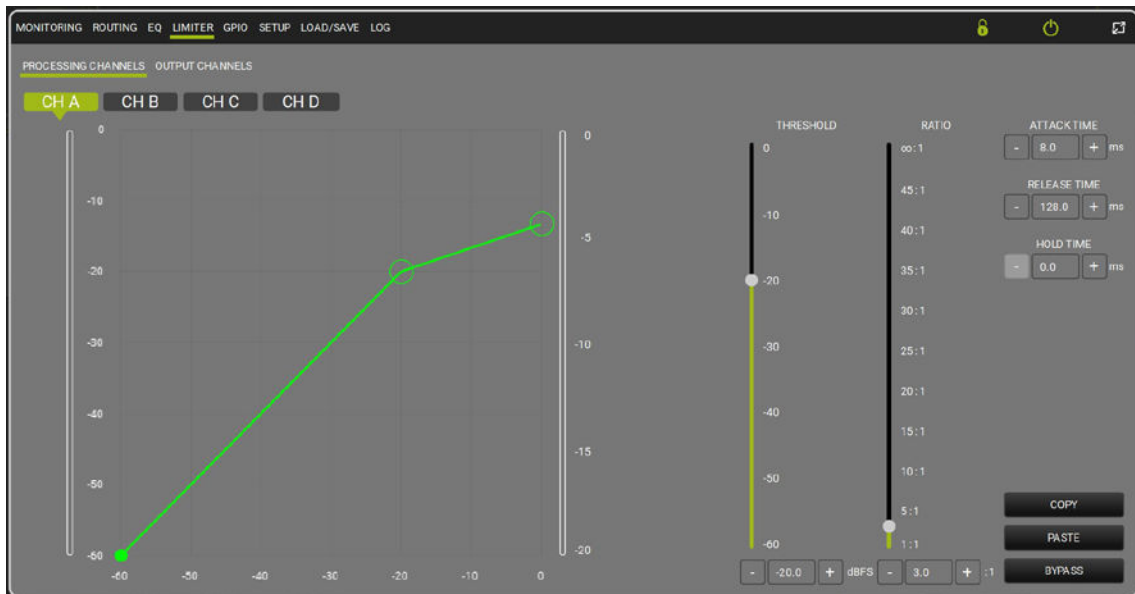 MONITORING ROUTING EQ LIMITER GPIO SETUP LOAD/SAVE LOG
PROCESSING CHANNELS OUTPUT CHANNELS
CH A CH B CH C CH D
0
-10
-20
-30
-40
-50
-60
-60 -50 -40 -30 -20 -10 0
0
-5
-10
-15
-20
THRESHOLD
0
-10
-20
-30
-40
-50
-60
- -20.0 + dBFS
RATIO
∞:1
45:1
40:1
35:1
30:1
25:1
20:1
15:1
10:1
5:1
1:1
- 3.0 + :1
ATTACK TIME
- 8.0 + ms
RELEASE TIME
- 128.0 + ms
HOLD TIME
- 0.0 + ms
COPY
PASTE
BYPASS